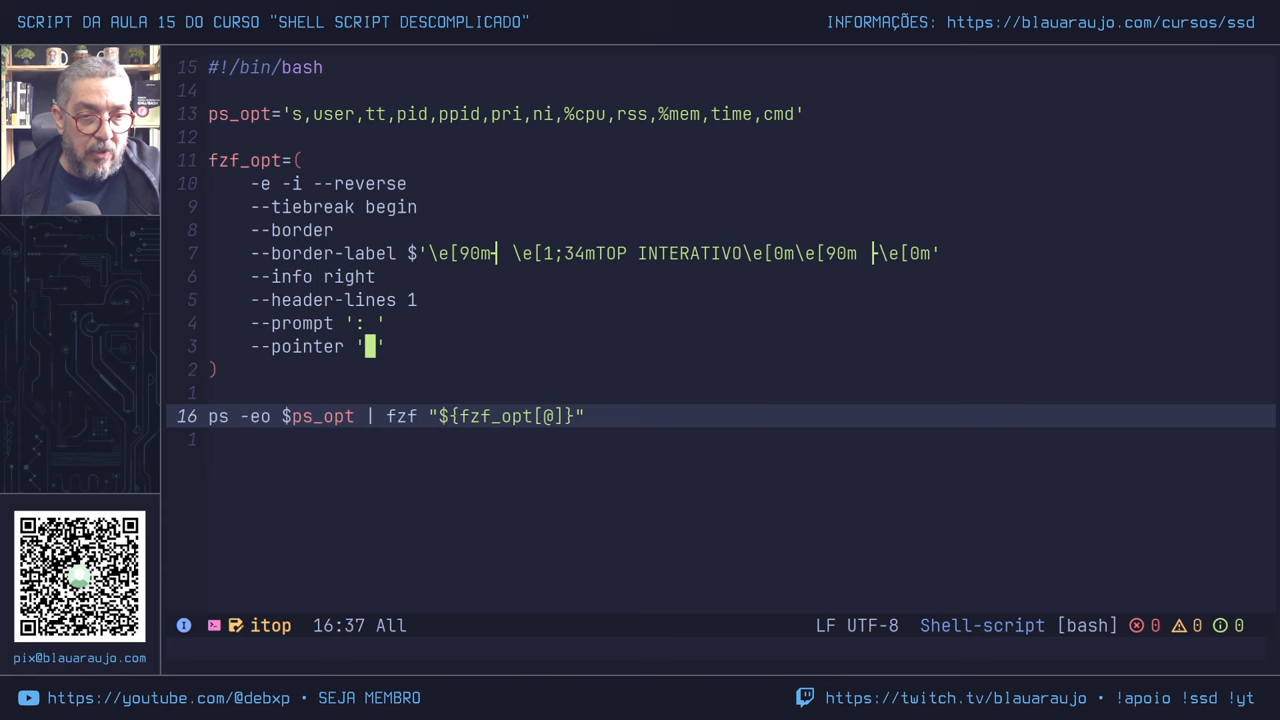 SCRIPT DA AULA 15 DO CURSO "SHELL SCRIPT DESCOMPLICADO"
INFORMAÇÕES: https://blauaraujo.com/cursos/ssd
15 #!/bin/bash
14
13 ps_opt='s,user,tt,pid,ppid,pri,ni,%cpu,rss,%mem,time,cmd'
12
11 fzf_opt=(
10     -e -i --reverse
9     --tiebreak begin
8     --border
7     --border-label $'\e[90m┤ \e[1;34mTOP INTERATIVO\e[0m\e[90m ├\e[0m'
6     --info right
5     --header-lines 1
4     --prompt ': '
3     --pointer '█'
2 )
1
16 ps -eo $ps_opt | fzf "${fzf_opt[@]}"
1
I itop 16:37 All
LF UTF-8 Shell-script [bash] 0 0 0
pix@blauaraujo.com
https://youtube.com/@debxp • SEJA MEMBRO
https://twitch.tv/blauaraujo • !apoio !ssd !yt